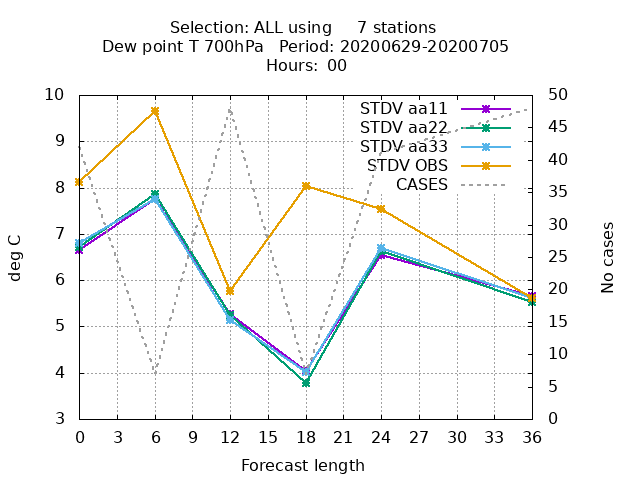 Selection: ALL using 7 stations
Dew point T 700hPa Period: 20200629-20200705
Hours: 00
STDV aa11
STDV aa22
STDV aa33
STDV OBS
CASES
10
9
8
7
6
5
4
3
deg C
50
45
40
35
30
25
20
15
10
5
0
No cases
0 3 6 9 12 15 18 21 24 27 30 33 36
Forecast length